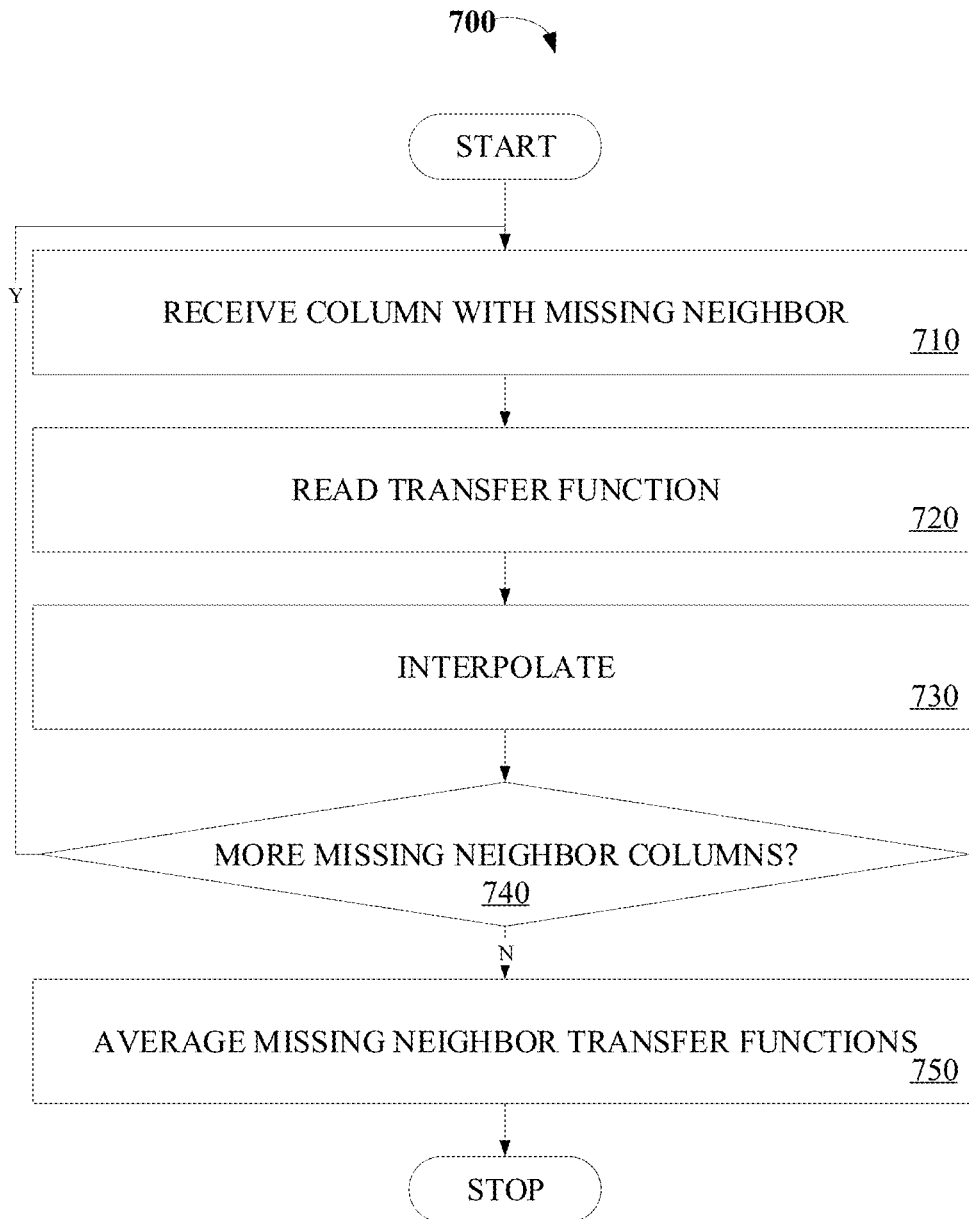 700
START
Y
RECEIVE COLUMN WITH MISSING NEIGHBOR
710
READ TRANSFER FUNCTION
720
INTERPOLATE
730
MORE MISSING NEIGHBOR COLUMNS?
740
N
AVERAGE MISSING NEIGHBOR TRANSFER FUNCTIONS
750
STOP